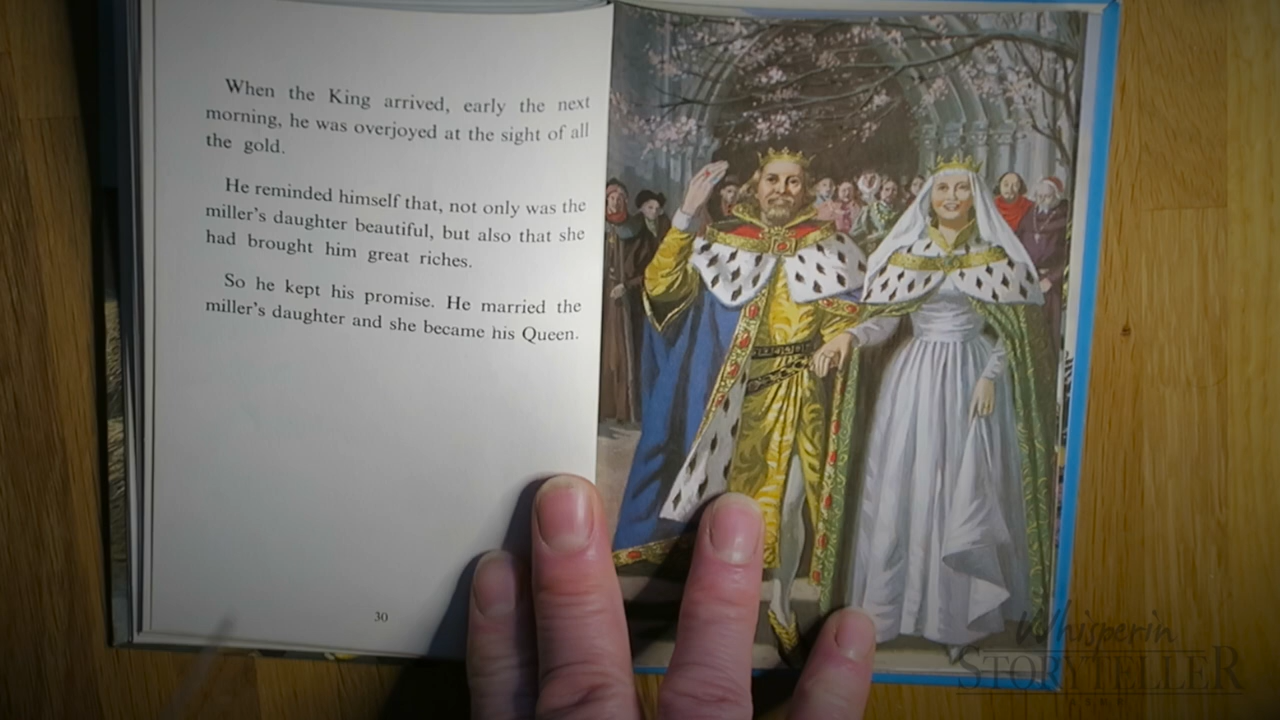 When the King arrived, early the next
morning, he was overjoyed at the sight of all
the gold.
He reminded himself that, not only was the
miller's daughter beautiful, but also that she
had brought him great riches.
So he kept his promise. He married the
miller's daughter and she became his Queen.
30
Whisperin
STORYTELLER